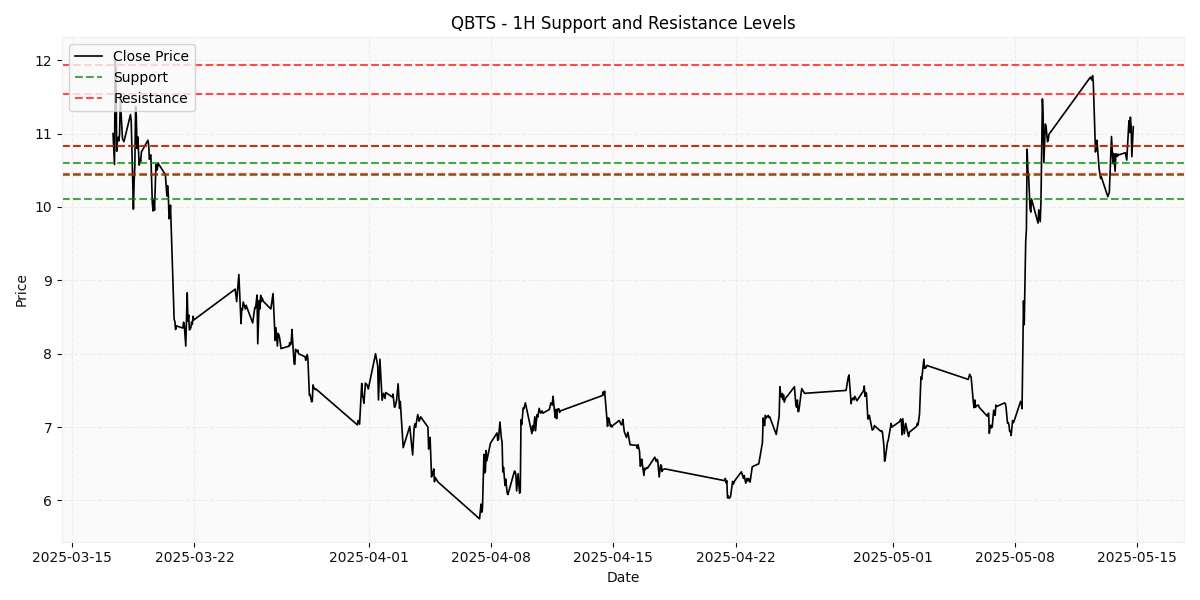 QBTS - 1H Support and Resistance Levels
Close Price
Support
Resistance
Price
12
11
10
9
8
7
6
2025-03-15
2025-03-22
2025-04-01
2025-04-08
2025-04-15
2025-04-22
2025-05-01
2025-05-08
2025-05-15
Date